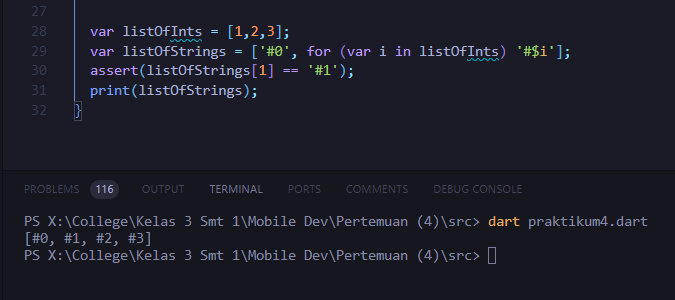 27
28 var listOfInts = [1,2,3];
29 var listOfStrings = ['#0', for (var i in listOfInts) '#$i'];
30 assert(listOfStrings[1] == '#1');
31 print(listOfStrings);
32 }
PROBLEMS 116 OUTPUT TERMINAL PORTS COMMENTS DEBUG CONSOLE
PS X:\College\Kelas 3 Smt 1\Mobile Dev\Pertemuan (4)\src> dart praktikum4.dart
[#0, #1, #2, #3]
PS X:\College\Kelas 3 Smt 1\Mobile Dev\Pertemuan (4)\src>